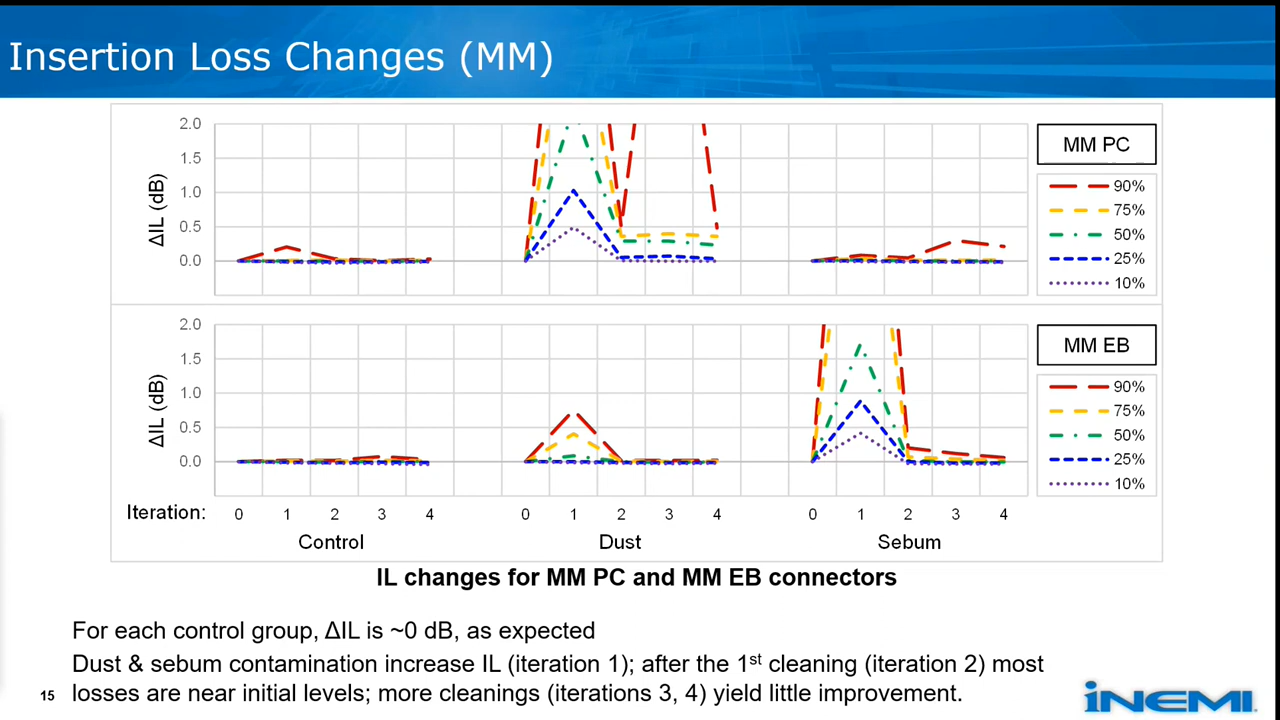 Insertion Loss Changes (MM)
2.0
1.5
1.0
0.5
0.0
ΔIL (dB)
MM PC
90%
75%
50%
25%
10%
2.0
1.5
1.0
0.5
0.0
ΔIL (dB)
MM EB
90%
75%
50%
25%
10%
Iteration: 0 1 2 3 4 0 1 2 3 4 0 1 2 3 4
Control Dust Sebum
IL changes for MM PC and MM EB connectors
For each control group, ΔIL is ~0 dB, as expected
Dust & sebum contamination increase IL (iteration 1); after the 1st cleaning (iteration 2) most
losses are near initial levels; more cleanings (iterations 3, 4) yield little improvement.
15
iNEMI